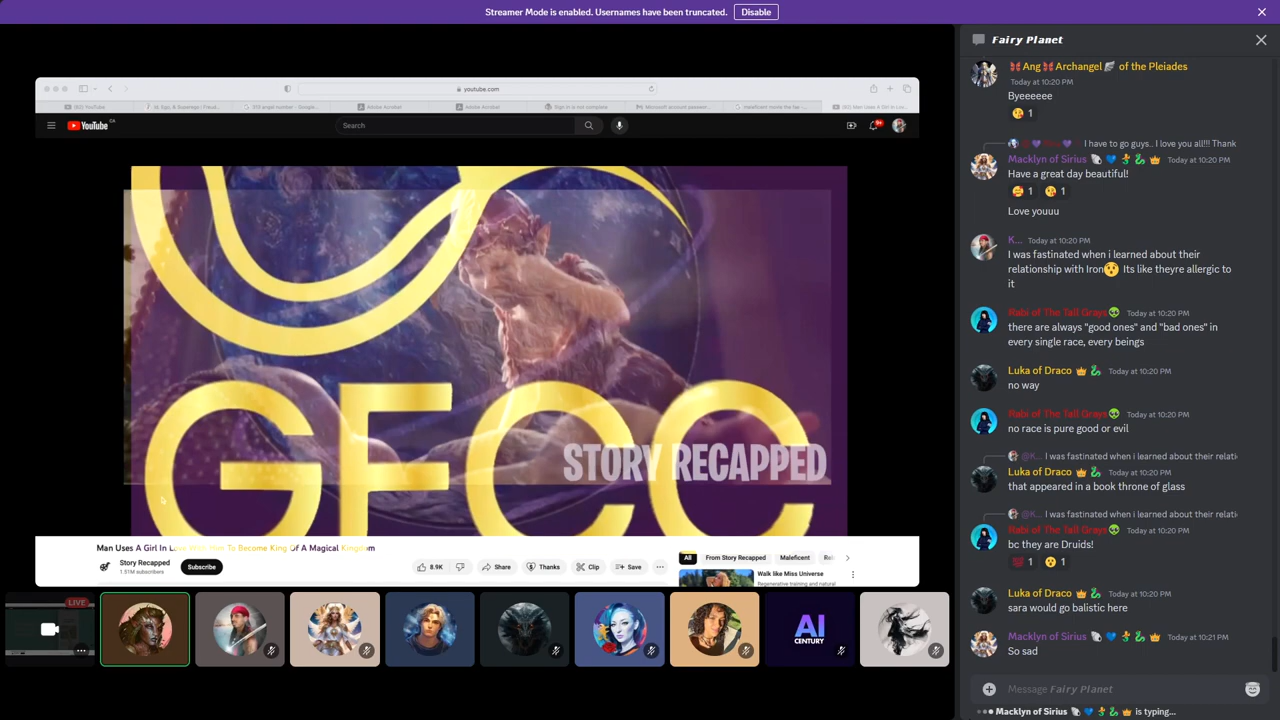 Streamer Mode is enabled. Usernames have been truncated. Disable
youtube.com
YouTube CA
Search
9+
GFCC
STORY RECAPPED
Story Recapped
1.51M subscribers
Subscribe
8.9K
Share
Thanks
Clip
Save
All
From Story Recapped
Maleficent
Walk like Miss Universe
Regenerative training and natural
LIVE
AI
CENTURY
Fairy Planet
Ang Archangel of the Pleiades
Today at 10:20 PM
Byeeeeee
1
I have to go guys.. I love you all!!! Thank
Macklyn of Sirius Today at 10:20 PM
Have a great day beautiful!
1 1
Love youuu
K... Today at 10:20 PM
I was fastinated when i learned about their
relationship with Iron Its like theyre allergic to
it
Rabi of The Tall Grays Today at 10:20 PM
there are always "good ones" and "bad ones" in
every single race, every beings
Luka of Draco Today at 10:20 PM
no way
Rabi of The Tall Grays Today at 10:20 PM
no race is pure good or evil
@K... I was fastinated when i learned about their relati
Luka of Draco Today at 10:20 PM
that appeared in a book throne of glass
@K... I was fastinated when i learned about their relati
Rabi of The Tall Grays Today at 10:20 PM
bc they are Druids!
1 1
Luka of Draco Today at 10:20 PM
sara would go balistic here
Macklyn of Sirius Today at 10:21 PM
So sad
Message Fairy Planet
Macklyn of Sirius is typing...